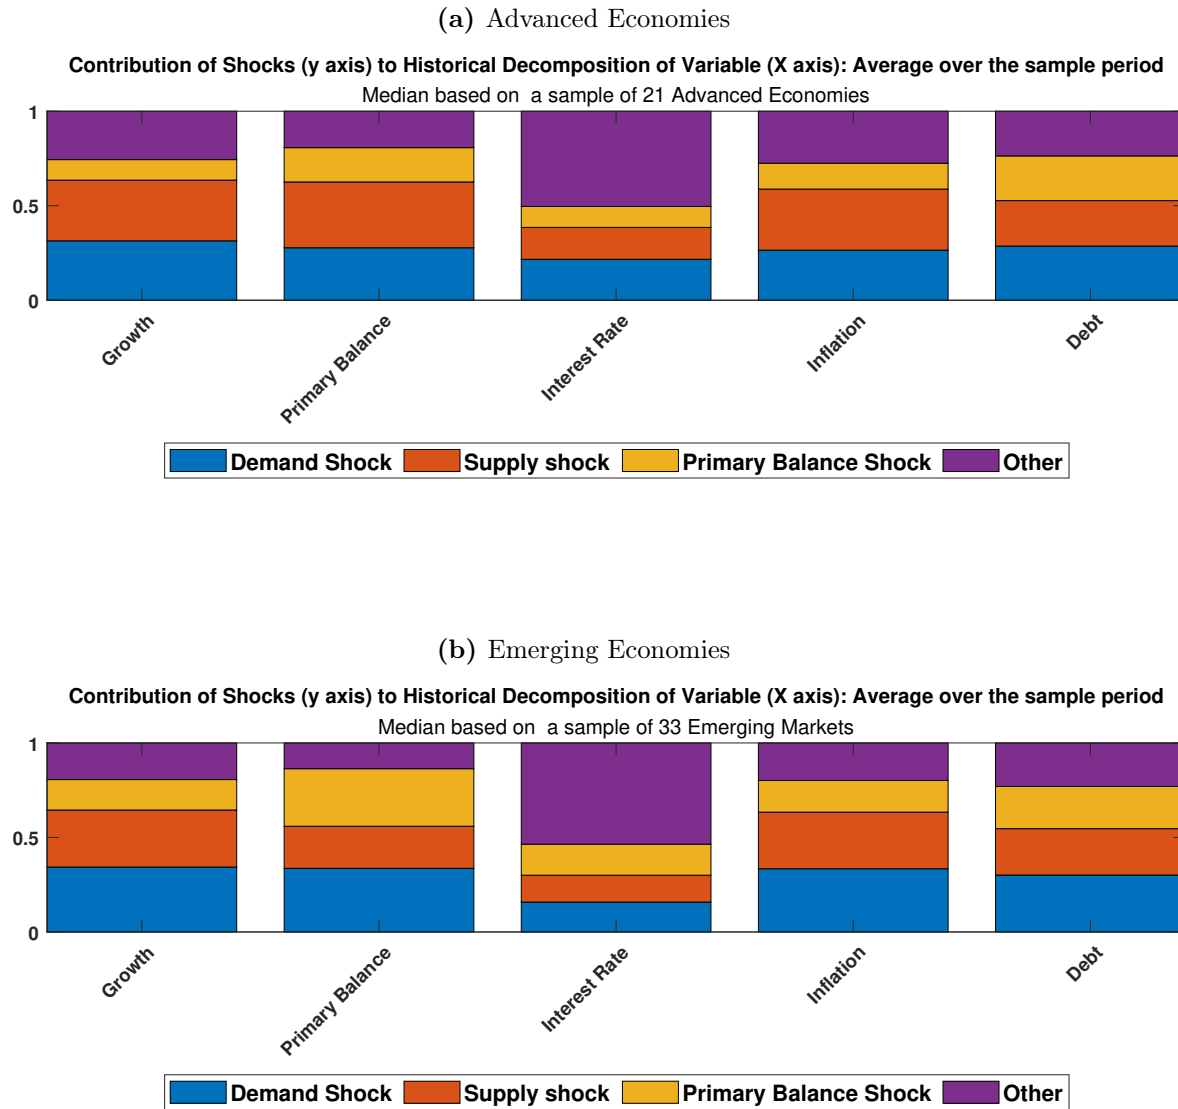 (a) Advanced Economies
Contribution of Shocks (y axis) to Historical Decomposition of Variable (X axis): Average over the sample period
Median based on  a sample of 21 Advanced Economies
1
0.5
0
Growth
Primary Balance
Interest Rate
Inflation
Debt
Demand Shock Supply shock Primary Balance Shock Other
(b) Emerging Economies
Contribution of Shocks (y axis) to Historical Decomposition of Variable (X axis): Average over the sample period
Median based on  a sample of 33 Emerging Markets
1
0.5
0
Growth
Primary Balance
Interest Rate
Inflation
Debt
Demand Shock Supply shock Primary Balance Shock Other